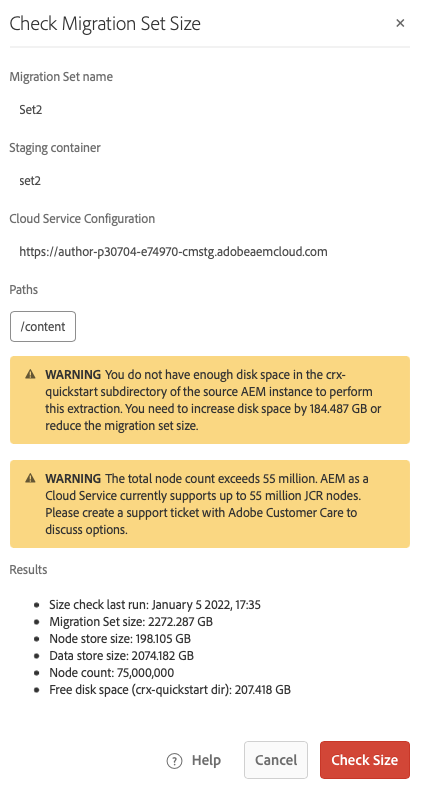 Check Migration Set Size
Migration Set name
Set2
Staging container
set2
Cloud Service Configuration
https://author-p30704-e74970-cmstg.adobeaemcloud.com
Paths
/content
WARNING You do not have enough disk space in the crx-
quickstart subdirectory of the source AEM instance to perform
this extraction. You need to increase disk space by 184.487 GB or
reduce the migration set size.
WARNING The total node count exceeds 55 million. AEM as a
Cloud Service currently supports up to 55 million JCR nodes.
Please create a support ticket with Adobe Customer Care to
discuss options.
Results
• Size check last run: January 5 2022, 17:35
• Migration Set size: 2272.287 GB
• Node store size: 198.105 GB
• Data store size: 2074.182 GB
• Node count: 75,000,000
• Free disk space (crx-quickstart dir): 207.418 GB
? Help Cancel Check Size